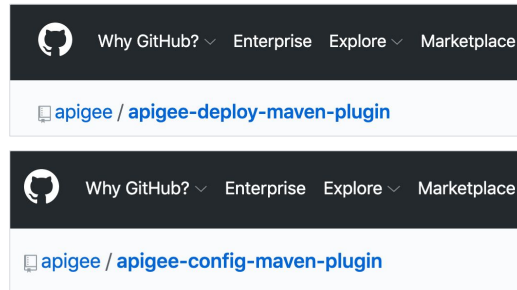 Why GitHub? Enterprise Explore Marketplace
apigee / apigee-deploy-maven-plugin
Why GitHub? Enterprise Explore Marketplace
apigee / apigee-config-maven-plugin